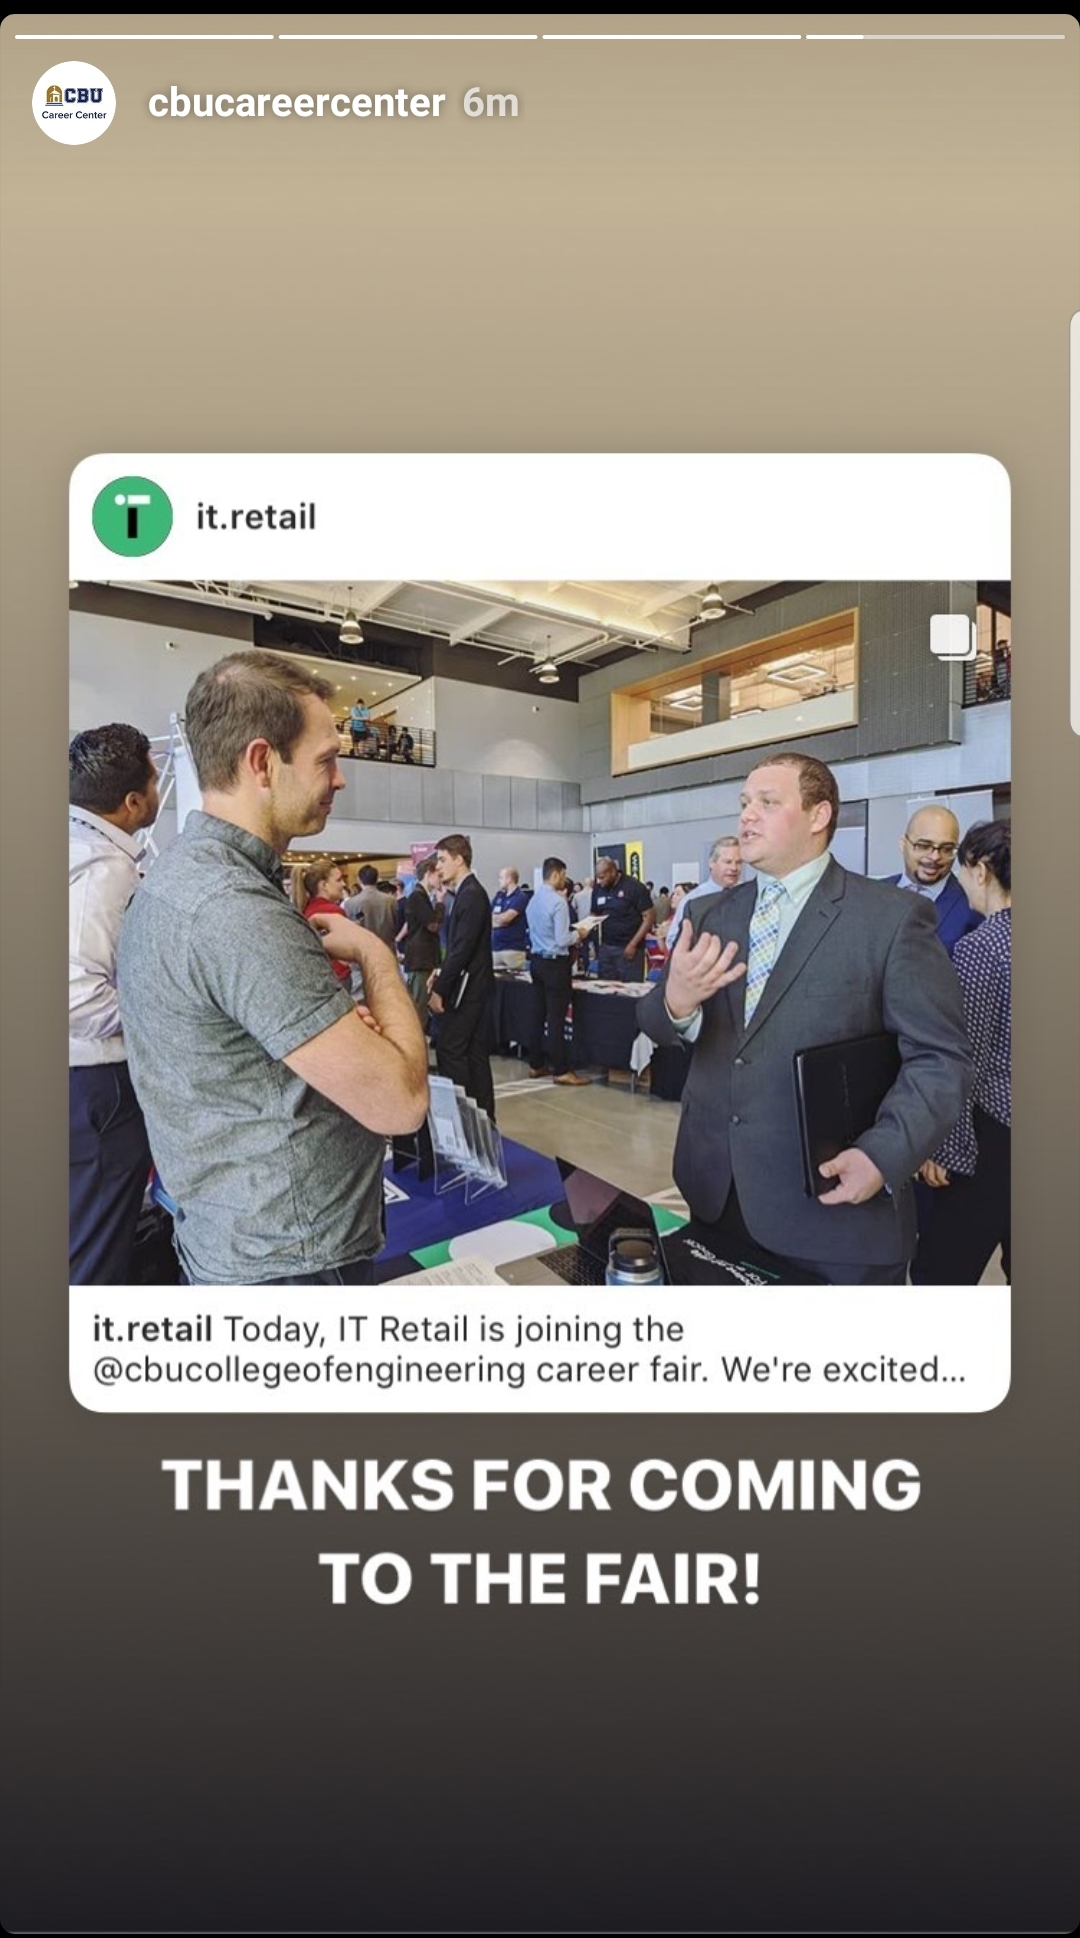 CBU
Career Center
cbucareercenter 6m
it.retail
it.retail Today, IT Retail is joining the
@cbucollegeofengineering career fair. We're excited...
THANKS FOR COMING
TO THE FAIR!